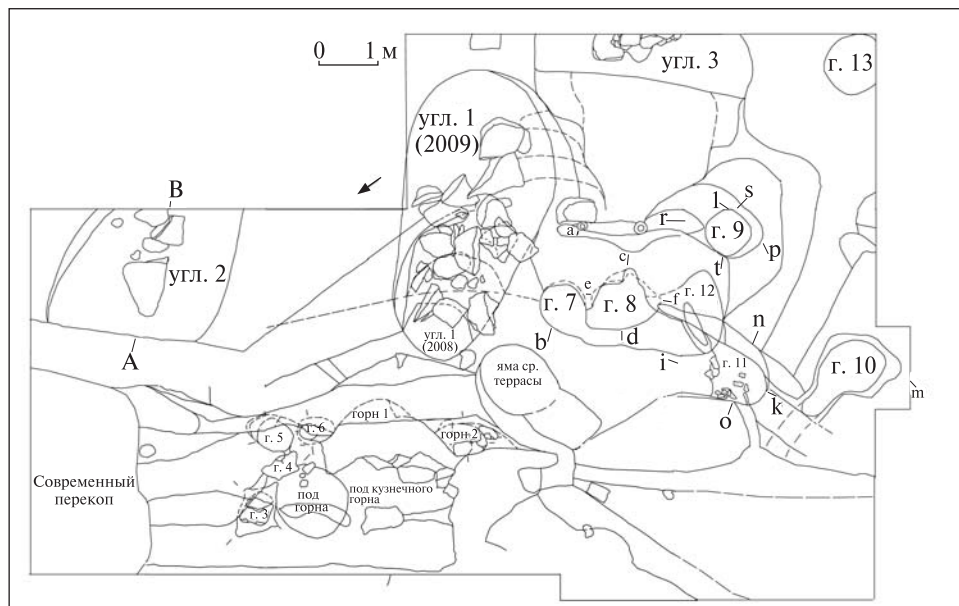 0 1 м
угл. 3
г. 13
угл. 1
(2009)
B
угл. 2
A
a
r
l
s
г. 9
p
t
c
e
г. 7
г. 8
f
г. 12
b
d
n
i
г. 11
г. 10
m
k
o
угл. 1
(2008)
яма ср.
террасы
горн 1
горн 2
г. 5
г. 6
г. 4
г. 3
под
горна
под кузнечного
горна
Современный
перекоп